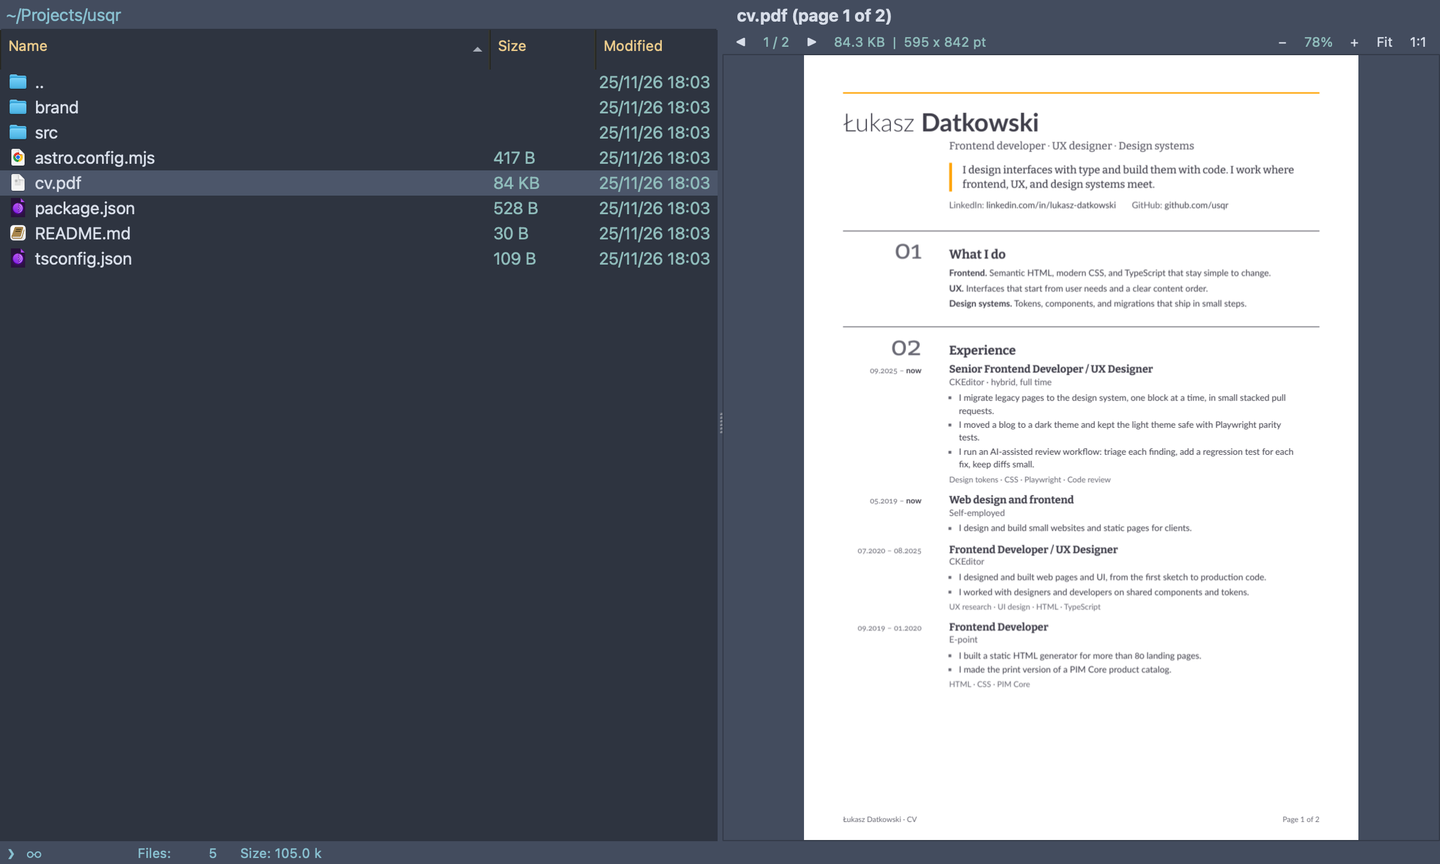 ~/Projects/usqr
Name Size Modified
.. 25/11/26 18:03
brand 25/11/26 18:03
src 25/11/26 18:03
astro.config.mjs 417 B 25/11/26 18:03
cv.pdf 84 KB 25/11/26 18:03
package.json 528 B 25/11/26 18:03
README.md 30 B 25/11/26 18:03
tsconfig.json 109 B 25/11/26 18:03
Files: 5 Size: 105.0 k
cv.pdf (page 1 of 2)
◀ 1 / 2 ▶ 84.3 KB | 595 x 842 pt − 78% + Fit 1:1
Łukasz Datkowski
Frontend developer · UX designer · Design systems
I design interfaces with type and build them with code. I work where
frontend, UX, and design systems meet.
LinkedIn: linkedin.com/in/lukasz-datkowski GitHub: github.com/usqr
01 What I do
Frontend. Semantic HTML, modern CSS, and TypeScript that stay simple to change.
UX. Interfaces that start from user needs and a clear content order.
Design systems. Tokens, components, and migrations that ship in small steps.
02 Experience
09.2025 – now Senior Frontend Developer / UX Designer
CKEditor · hybrid, full time
▪ I migrate legacy pages to the design system, one block at a time, in small stacked pull
requests.
▪ I moved a blog to a dark theme and kept the light theme safe with Playwright parity
tests.
▪ I run an AI-assisted review workflow: triage each finding, add a regression test for each
fix, keep diffs small.
Design tokens · CSS · Playwright · Code review
05.2019 – now Web design and frontend
Self-employed
▪ I design and build small websites and static pages for clients.
07.2020 – 08.2025 Frontend Developer / UX Designer
CKEditor
▪ I designed and built web pages and UI, from the first sketch to production code.
▪ I worked with designers and developers on shared components and tokens.
UX research · UI design · HTML · TypeScript
09.2019 – 01.2020 Frontend Developer
E-point
▪ I built a static HTML generator for more than 80 landing pages.
▪ I made the print version of a PIM Core product catalog.
HTML · CSS · PIM Core
Łukasz Datkowski · CV Page 1 of 2